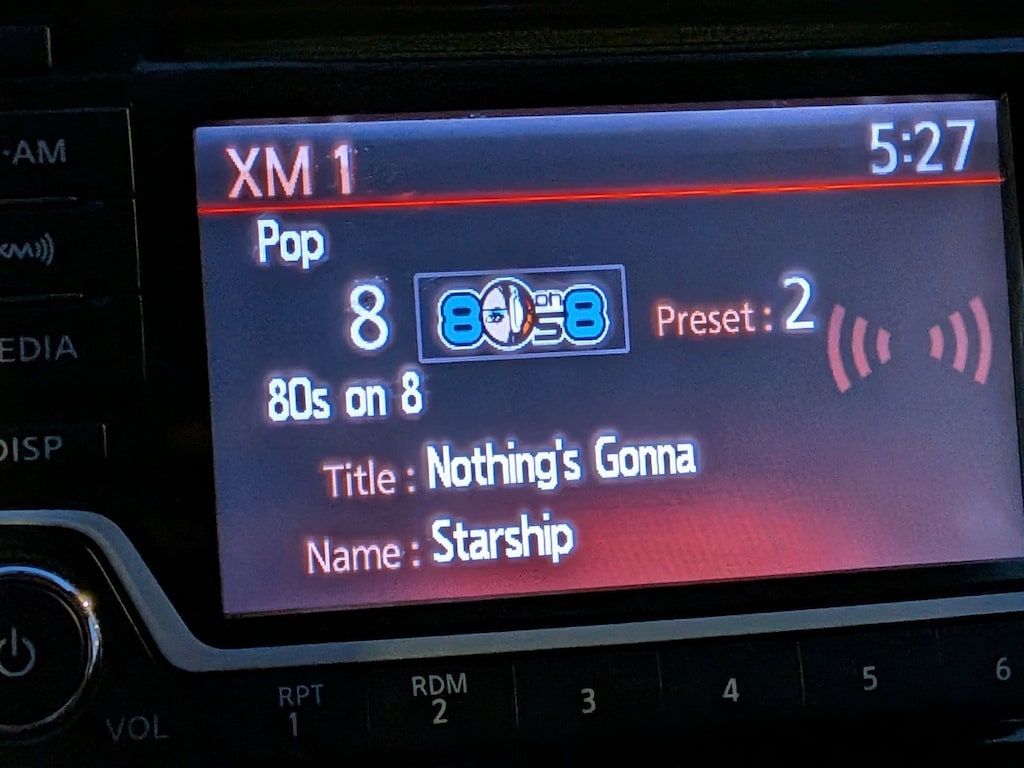 ·AM
XM 1
5:27
Pop
XM
8
80s on 8
Preset : 2
EDIA
80s on 8
DISP
Title : Nothing's Gonna
Name : Starship
VOL
RPT
1
RDM
2
3
4
5
6